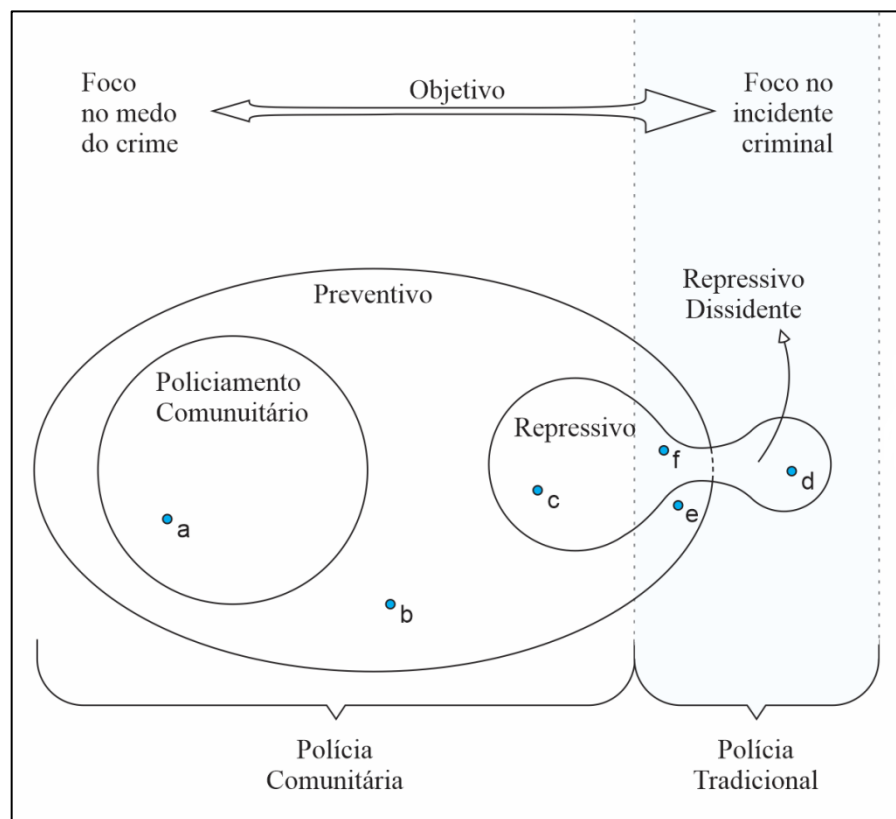 Foco
no medo
do crime
Objetivo
Foco no
incidente
criminal
Preventivo
Repressivo
Dissidente
Policiamento
Comunuitário
Repressivo
f
d
c
e
a
b
Polícia
Comunitária
Polícia
Tradicional